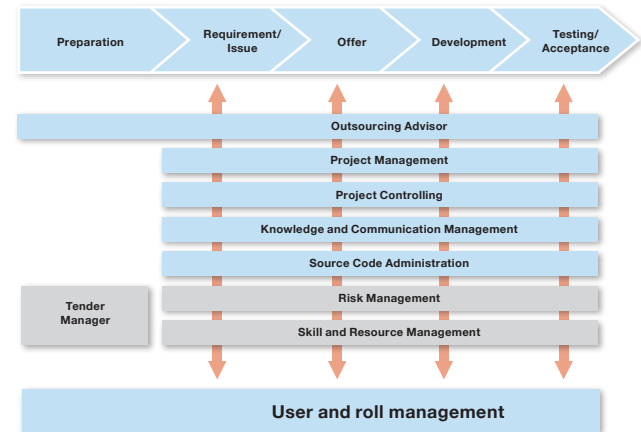 Preparation
Requirement/
Issue
Offer
Development
Testing/
Acceptance
Outsourcing Advisor
Project Management
Project Controlling
Knowledge and Communication Management
Source Code Administration
Tender
Manager
Risk Management
Skill and Resource Management
User and roll management